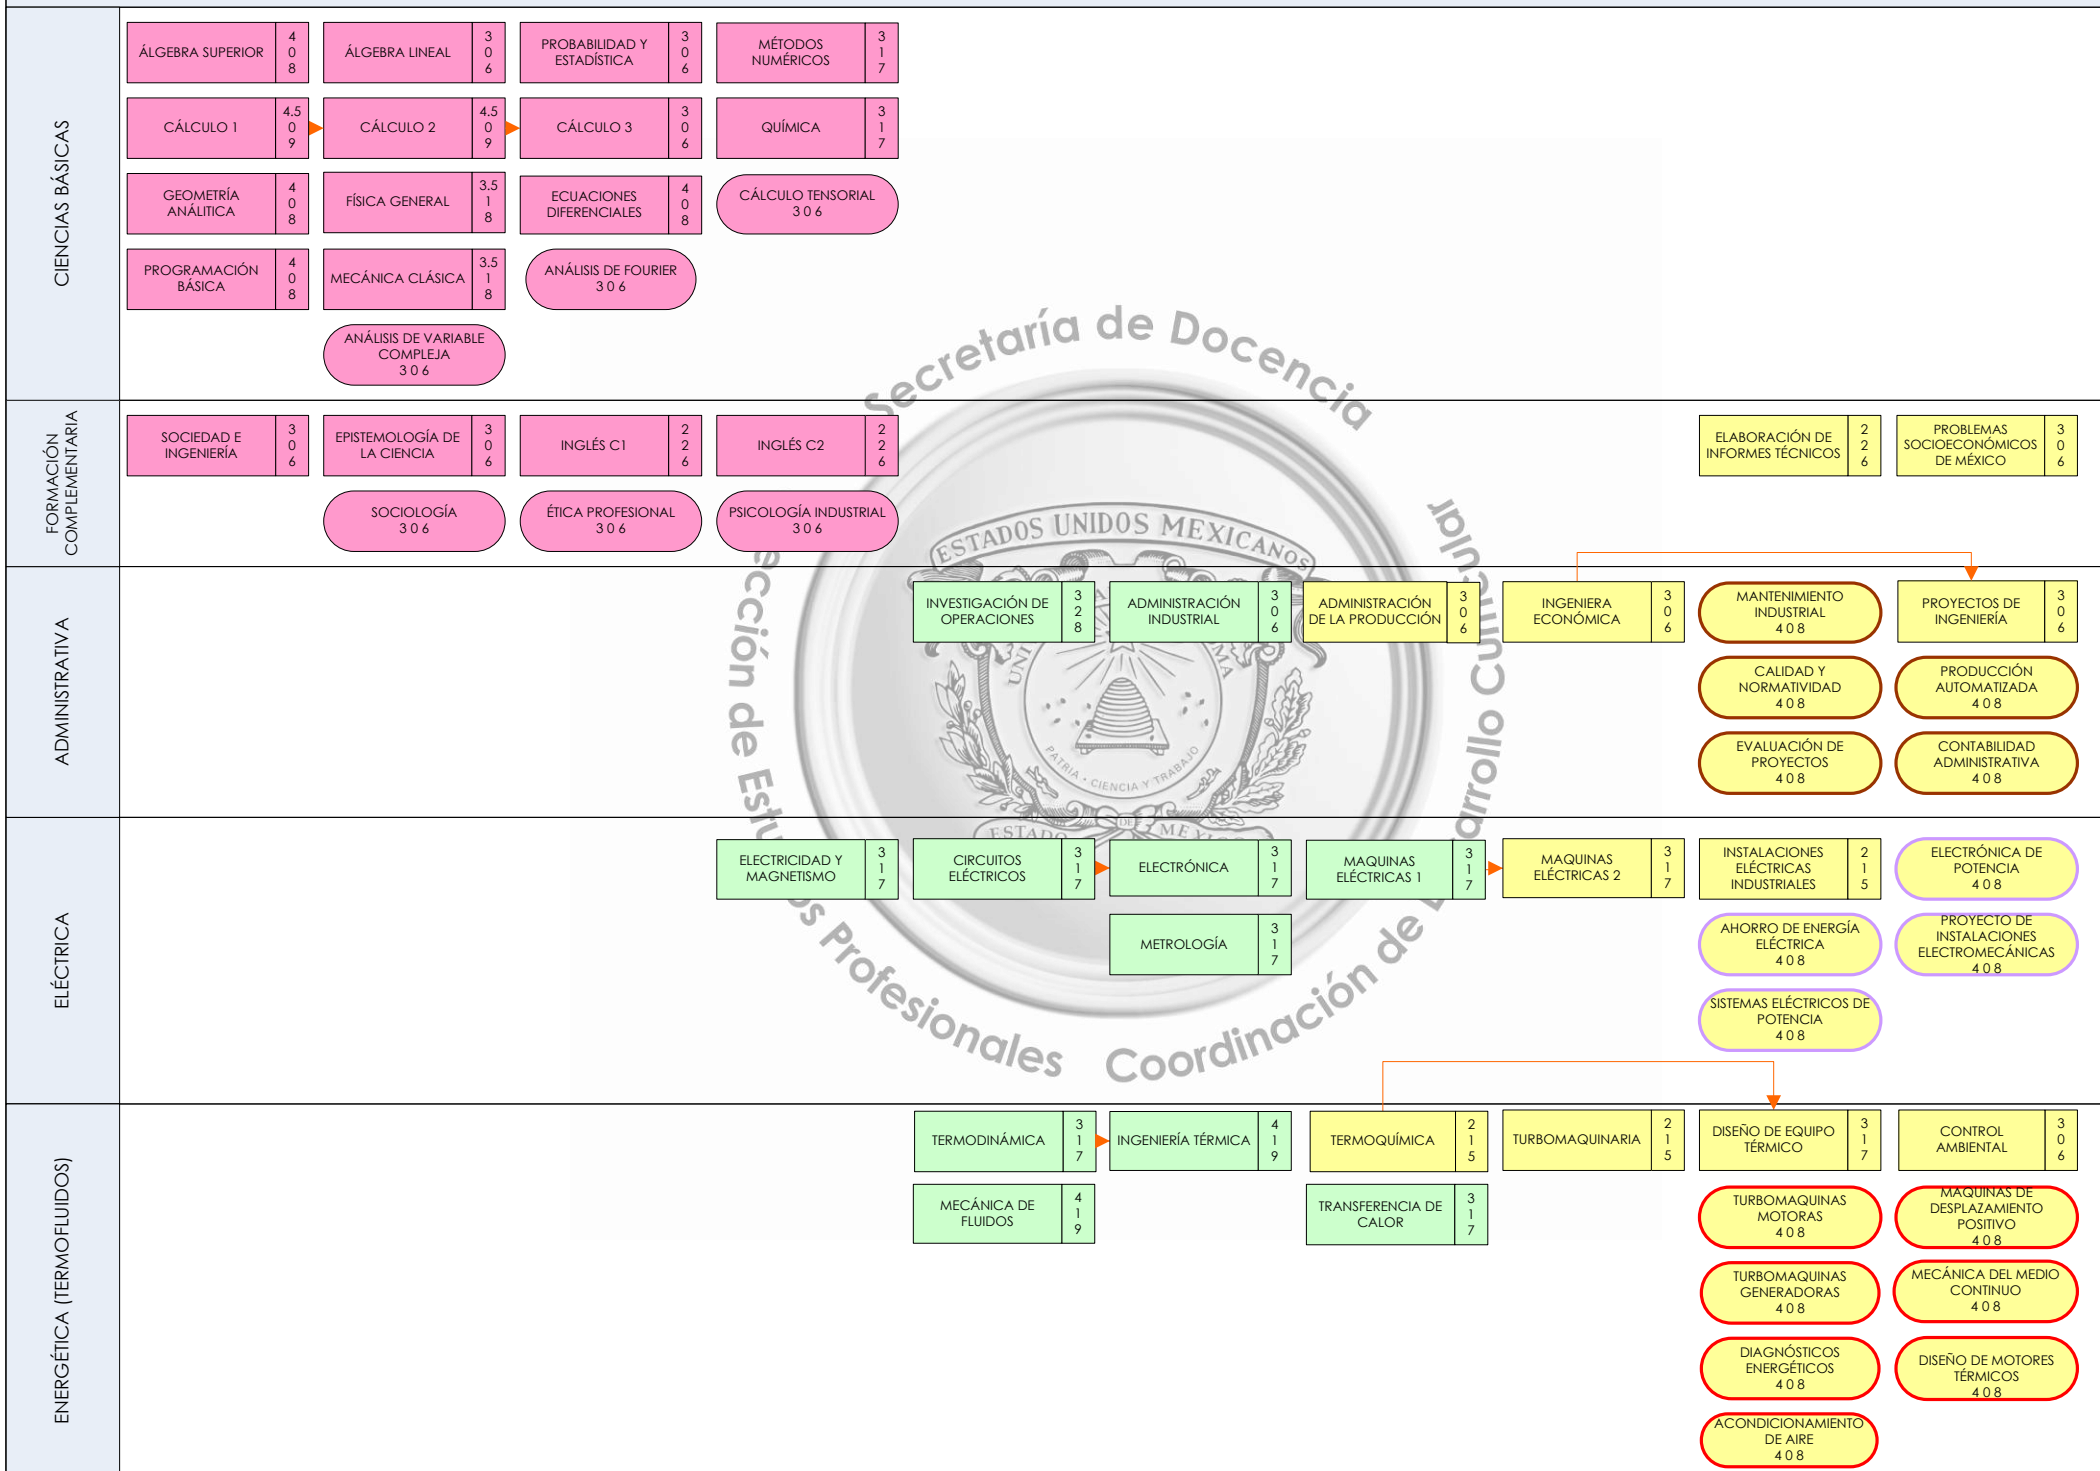 CIENCIAS BÁSICAS
ÁLGEBRA SUPERIOR
4
0
8
ÁLGEBRA LINEAL
3
0
6
PROBABILIDAD Y
ESTADÍSTICA
3
0
6
MÉTODOS
NUMÉRICOS
3
1
7
CÁLCULO 1
4.5
0
9
CÁLCULO 2
4.5
0
9
CÁLCULO 3
3
0
6
QUÍMICA
3
1
7
GEOMETRÍA
ANÁLITICA
4
0
8
FÍSICA GENERAL
3.5
1
8
ECUACIONES
DIFERENCIALES
4
0
8
CÁLCULO TENSORIAL
3 0 6
PROGRAMACIÓN
BÁSICA
4
0
8
MECÁNICA CLÁSICA
3.5
1
8
ANÁLISIS DE FOURIER
3 0 6
ANÁLISIS DE VARIABLE
COMPLEJA
3 0 6
FORMACIÓN
COMPLEMENTARIA
SOCIEDAD E
INGENIERÍA
3
0
6
EPISTEMOLOGÍA DE
LA CIENCIA
3
0
6
INGLÉS C1
2
2
6
INGLÉS C2
2
2
6
ELABORACIÓN DE
INFORMES TÉCNICOS
2
2
6
PROBLEMAS
SOCIOECONÓMICOS
DE MÉXICO
3
0
6
SOCIOLOGÍA
3 0 6
ÉTICA PROFESIONAL
3 0 6
PSICOLOGÍA INDUSTRIAL
3 0 6
ADMINISTRATIVA
INVESTIGACIÓN DE
OPERACIONES
3
2
8
ADMINISTRACIÓN
INDUSTRIAL
3
0
6
ADMINISTRACIÓN
DE LA PRODUCCIÓN
3
0
6
INGENIERA
ECONÓMICA
3
0
6
MANTENIMIENTO
INDUSTRIAL
4 0 8
PROYECTOS DE
INGENIERÍA
3
0
6
CALIDAD Y
NORMATIVIDAD
4 0 8
PRODUCCIÓN
AUTOMATIZADA
4 0 8
EVALUACIÓN DE
PROYECTOS
4 0 8
CONTABILIDAD
ADMINISTRATIVA
4 0 8
ELÉCTRICA
ELECTRICIDAD Y
MAGNETISMO
3
1
7
CIRCUITOS
ELÉCTRICOS
3
1
7
ELECTRÓNICA
3
1
7
MAQUINAS
ELÉCTRICAS 1
3
1
7
MAQUINAS
ELÉCTRICAS 2
3
1
7
INSTALACIONES
ELÉCTRICAS
INDUSTRIALES
2
1
5
ELECTRÓNICA DE
POTENCIA
4 0 8
METROLOGÍA
3
1
7
AHORRO DE ENERGÍA
ELÉCTRICA
4 0 8
PROYECTO DE
INSTALACIONES
ELECTROMECÁNICAS
4 0 8
SISTEMAS ELÉCTRICOS DE
POTENCIA
4 0 8
ENERGÉTICA (TERMOFLUIDOS)
TERMODINÁMICA
3
1
7
INGENIERÍA TÉRMICA
4
1
9
TERMOQUÍMICA
2
1
5
TURBOMAQUINARIA
2
1
5
DISEÑO DE EQUIPO
TÉRMICO
3
1
7
CONTROL
AMBIENTAL
3
0
6
MECÁNICA DE
FLUIDOS
4
1
9
TRANSFERENCIA DE
CALOR
3
1
7
TURBOMAQUINAS
MOTORAS
4 0 8
MAQUINAS DE
DESPLAZAMIENTO
POSITIVO
4 0 8
TURBOMAQUINAS
GENERADORAS
4 0 8
MECÁNICA DEL MEDIO
CONTINUO
4 0 8
DIAGNÓSTICOS
ENERGÉTICOS
4 0 8
DISEÑO DE MOTORES
TÉRMICOS
4 0 8
ACONDICIONAMIENTO
DE AIRE
4 0 8
Secretaría de Docencia
de Profesionales
Coordinación de
Curricular
ESTADOS UNIDOS MEXICANOS
PATRIA • CIENCIA Y TRABAJO
ESTADO DE